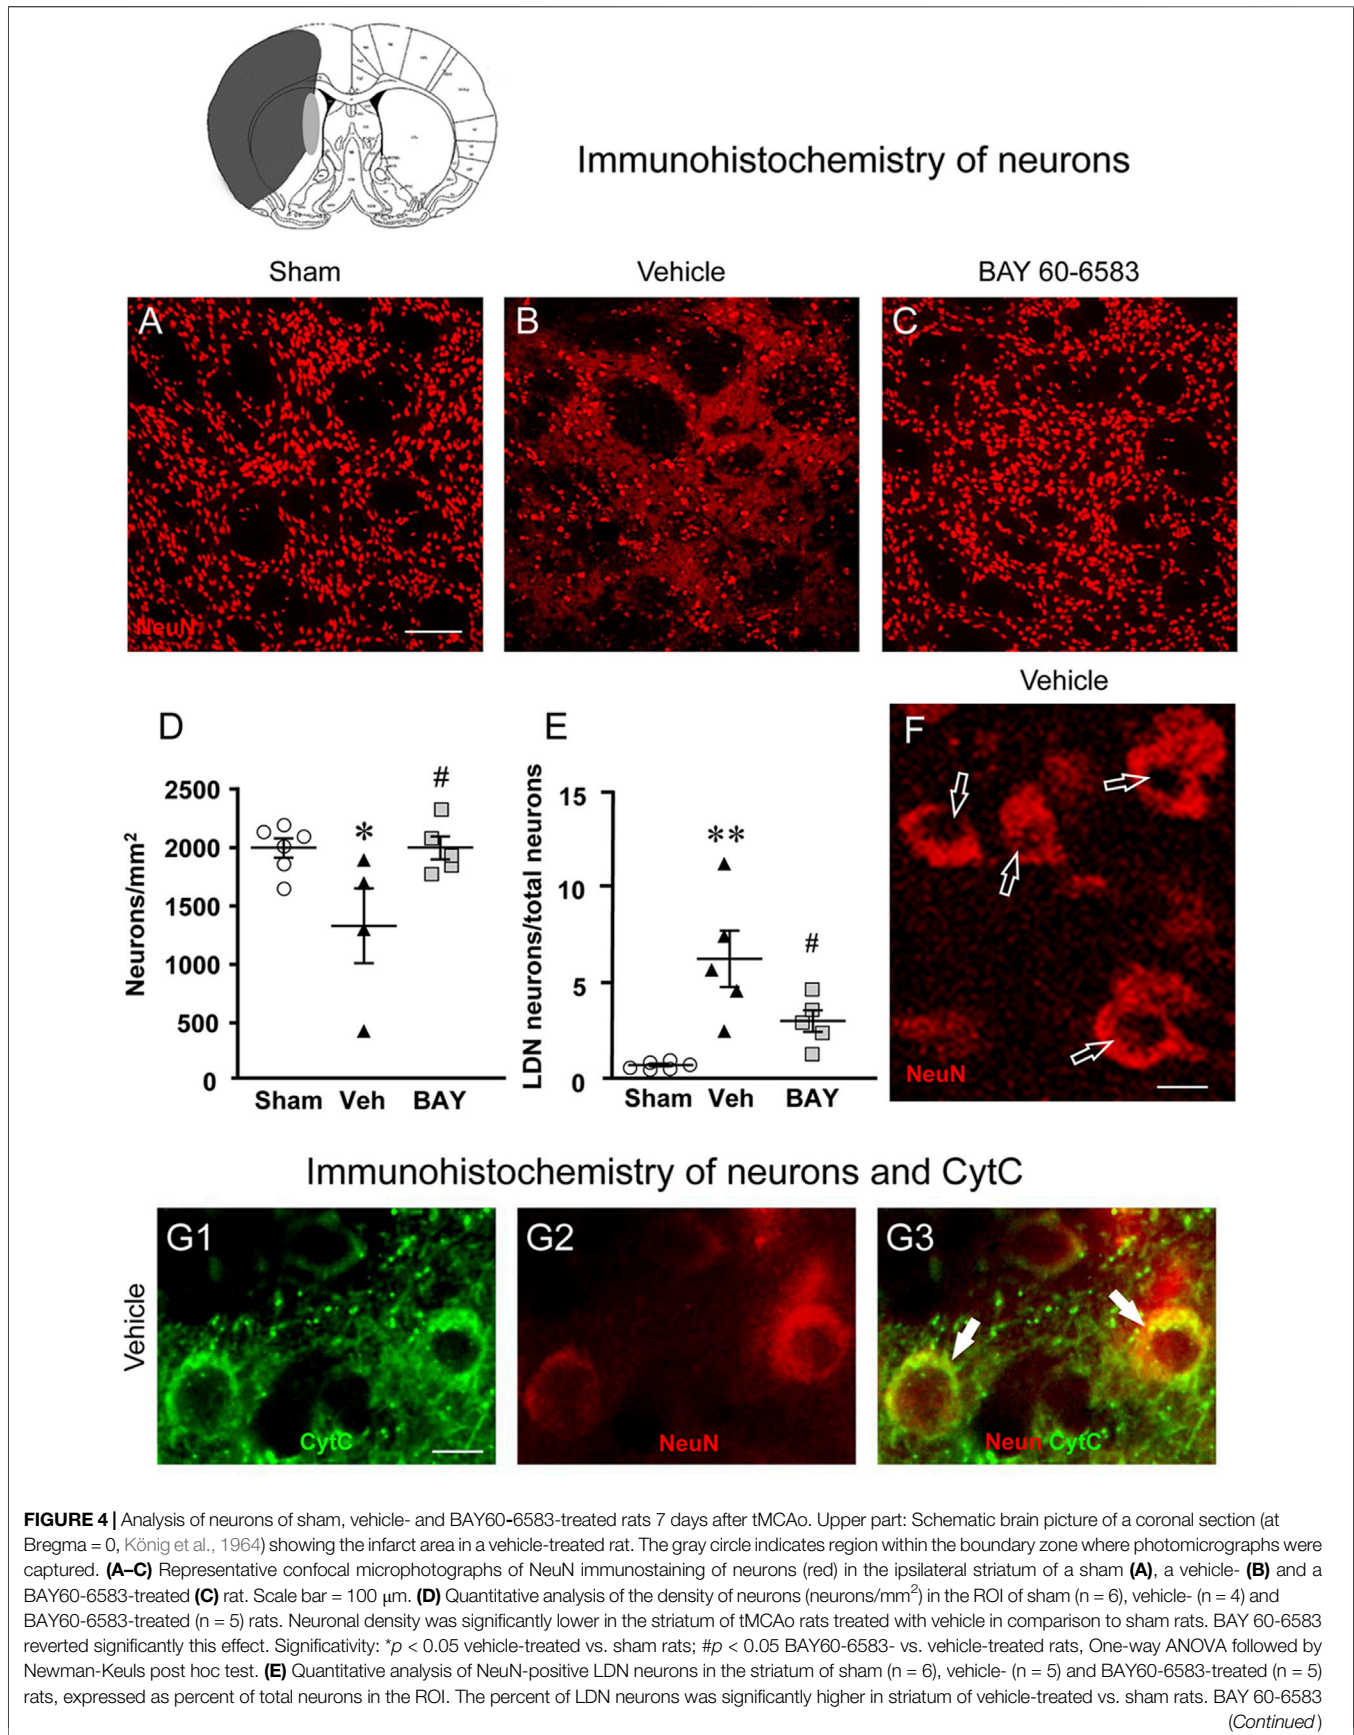 Immunohistochemistry of neurons
Sham
Vehicle
BAY 60-6583
A
B
C
NeuN
Vehicle
D
E
F
Neurons/mm²
2500
2000
1500
1000
500
0
*
#
Sham Veh BAY
LDN neurons/total neurons
15
10
5
0
**
#
Sham Veh BAY
NeuN
Immunohistochemistry of neurons and CytC
Vehicle
G1
G2
G3
CytC
NeuN
Neun CytC
FIGURE 4 | Analysis of neurons of sham, vehicle- and BAY60-6583-treated rats 7 days after tMCAo. Upper part: Schematic brain picture of a coronal section (at
Bregma = 0, König et al., 1964) showing the infarct area in a vehicle-treated rat. The gray circle indicates region within the boundary zone where photomicrographs were
captured. (A–C) Representative confocal microphotographs of NeuN immunostaining of neurons (red) in the ipsilateral striatum of a sham (A), a vehicle- (B) and a
BAY60-6583-treated (C) rat. Scale bar = 100 μm. (D) Quantitative analysis of the density of neurons (neurons/mm²) in the ROI of sham (n = 6), vehicle- (n = 4) and
BAY60-6583-treated (n = 5) rats. Neuronal density was significantly lower in the striatum of tMCAo rats treated with vehicle in comparison to sham rats. BAY 60-6583
reverted significantly this effect. Significativity: *p < 0.05 vehicle-treated vs. sham rats; #p < 0.05 BAY60-6583- vs. vehicle-treated rats, One-way ANOVA followed by
Newman-Keuls post hoc test. (E) Quantitative analysis of NeuN-positive LDN neurons in the striatum of sham (n = 6), vehicle- (n = 5) and BAY60-6583-treated (n = 5)
rats, expressed as percent of total neurons in the ROI. The percent of LDN neurons was significantly higher in striatum of vehicle-treated vs. sham rats. BAY 60-6583
(Continued)